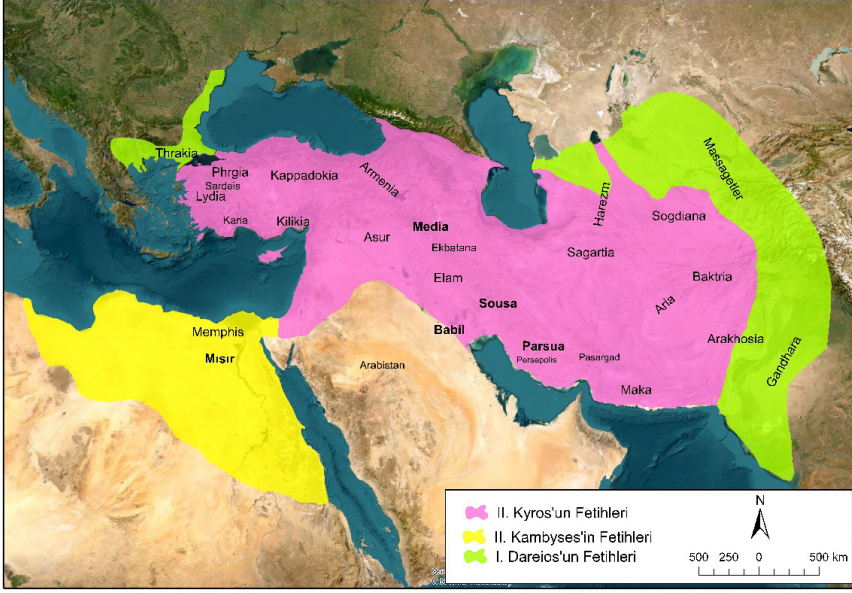 Thrakia
Phrgia
Sardeis
Lydia
Karia
Kappadokia
Kilikia
Armenia
Media
Asur
Ekbatana
Elam
Sousa
Babil
Parsua
Persepolis
Pasargad
Maka
Sagartia
Harezm
Sogdiana
Massagetler
Baktria
Aria
Arakhosia
Gandhara
Memphis
Mısır
Arabistan
II. Kyros'un Fetihleri
II. Kambyses'in Fetihleri
I. Dareios'un Fetihleri
N
500 250 0 500 km